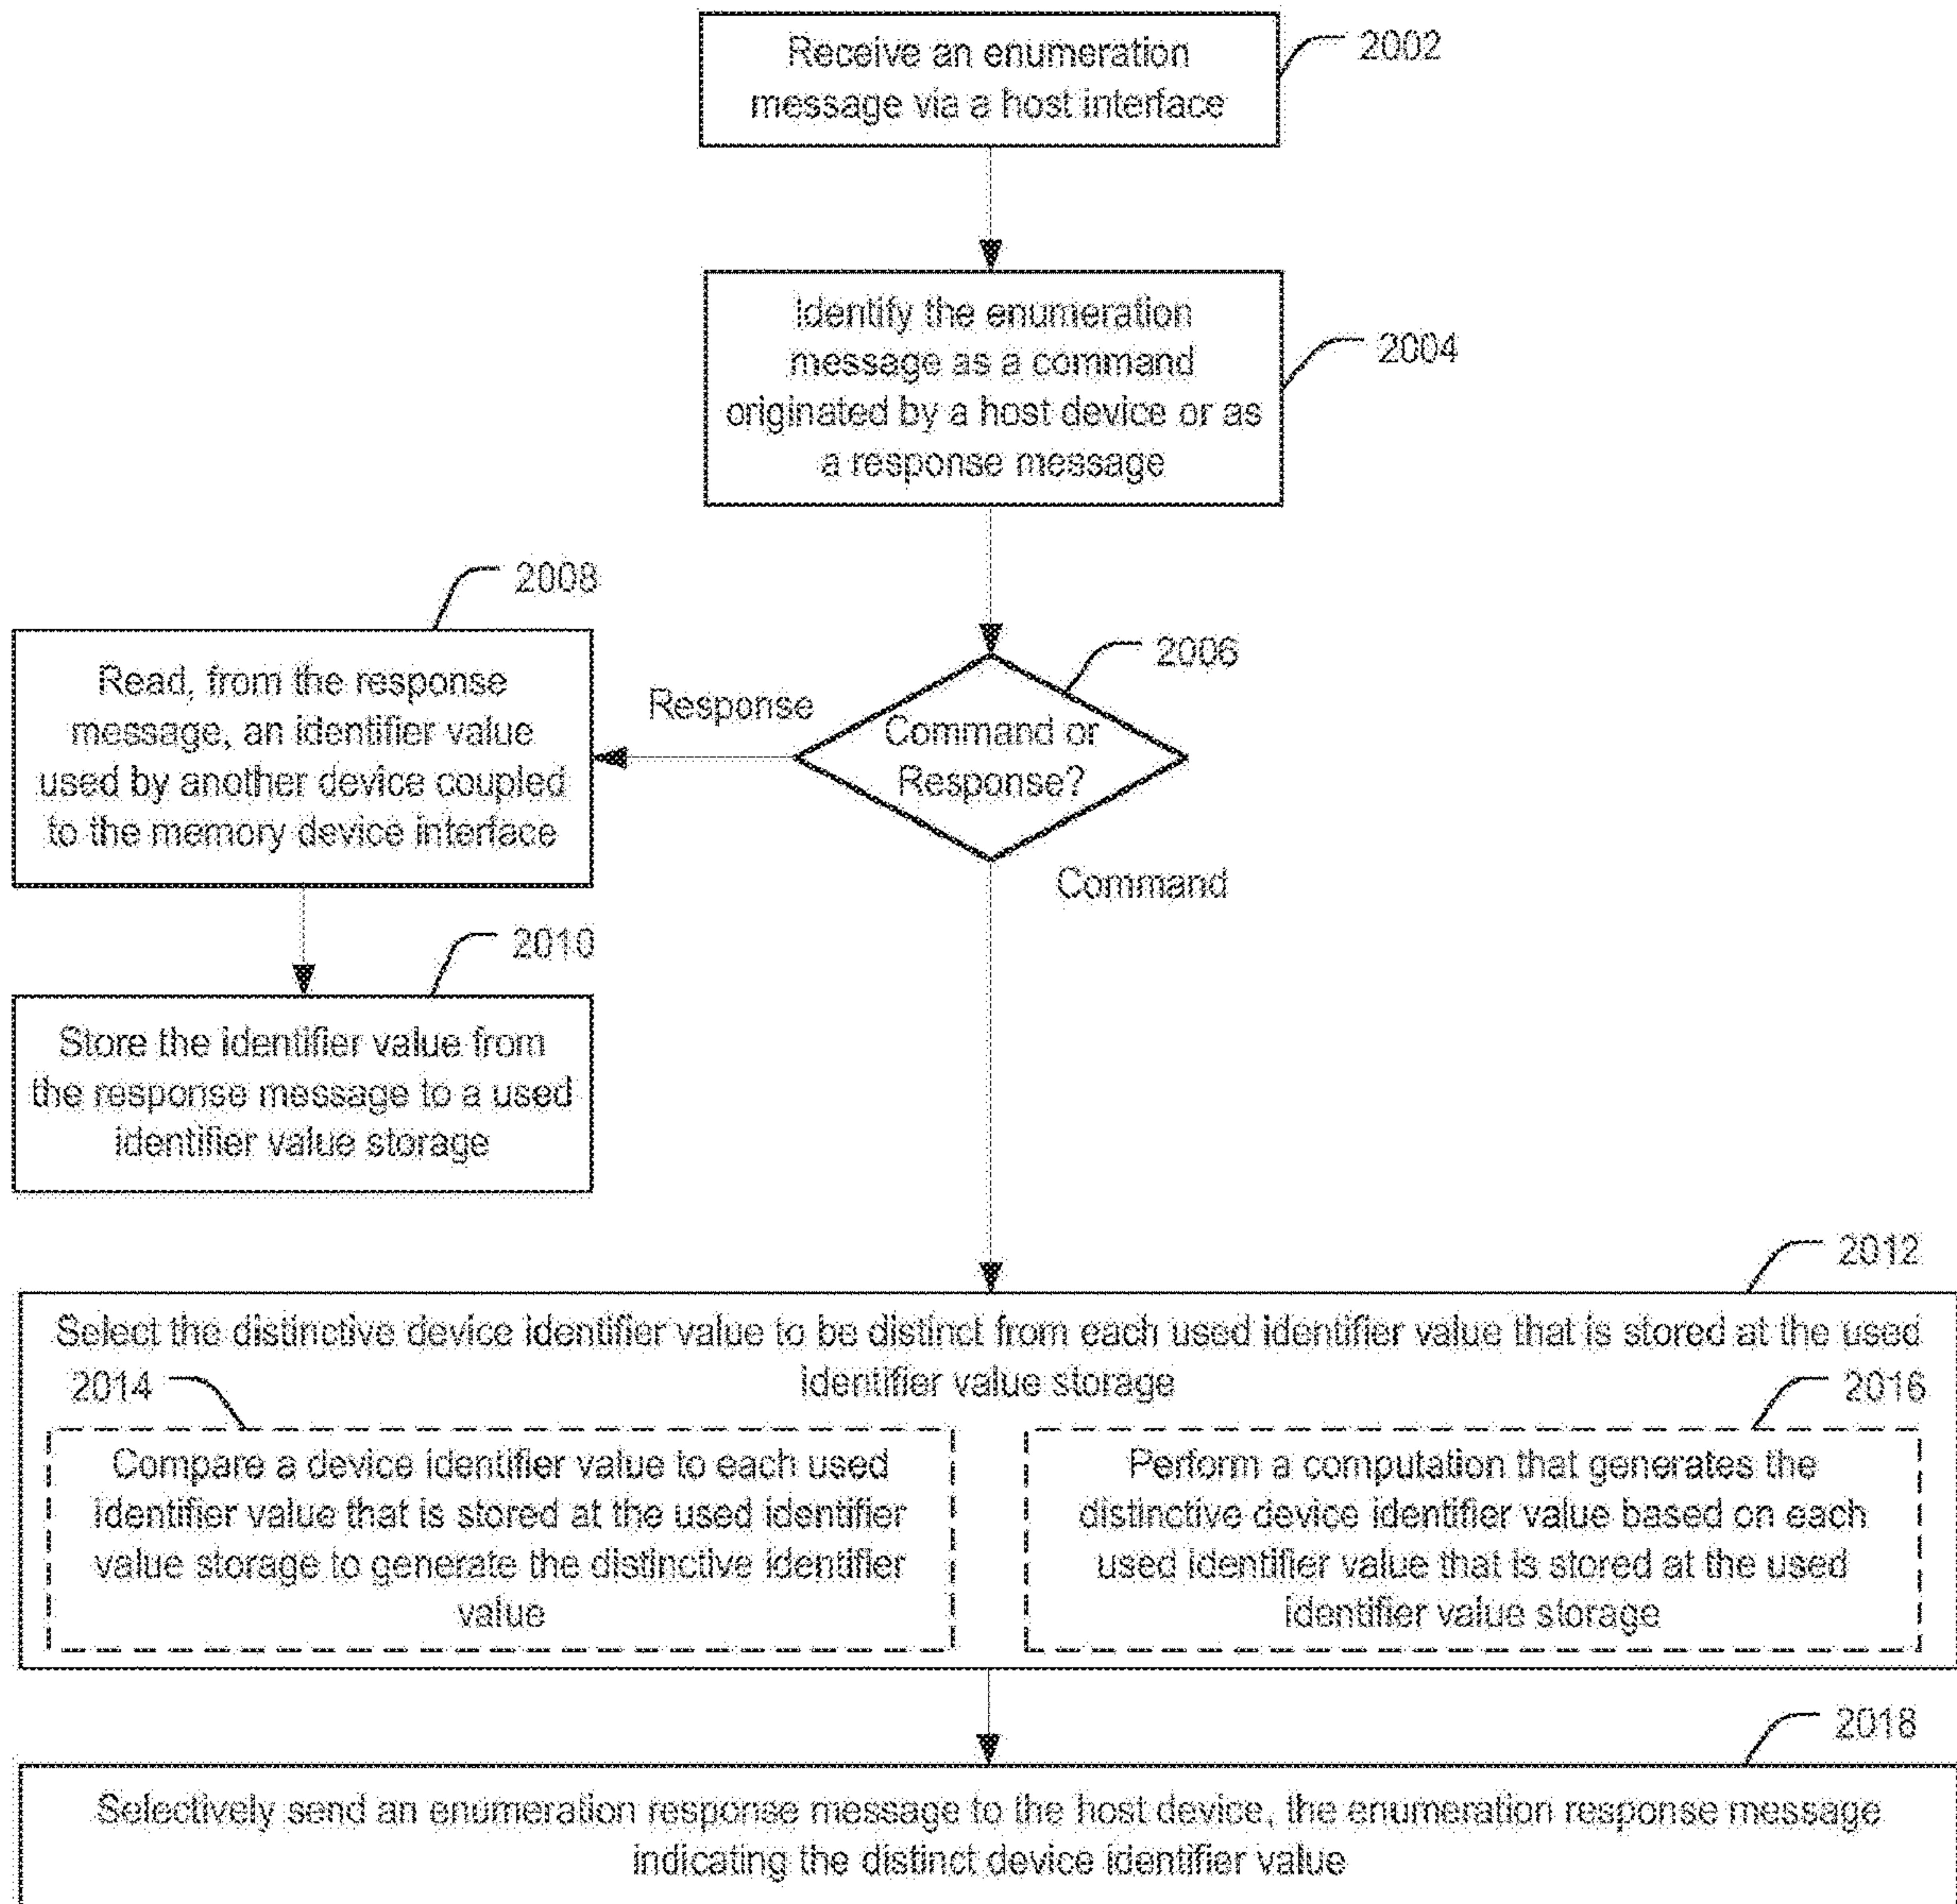 Receive an enumeration
message via a host interface
2002
Identify the enumeration
message as a command
originated by a host device or as
a response message
2004
2008
Read, from the response
message, an identifier value
used by another device coupled
to the memory device interface
Response
2006
Command or
Response?
Command
2010
Store the identifier value from
the response message to a used
identifier value storage
2012
Select the distinctive device identifier value to be distinct from each used identifier value that is stored at the used
identifier value storage
2014
Compare a device identifier value to each used
identifier value that is stored at the used identifier
value storage to generate the distinctive identifier
value
2016
Perform a computation that generates the
distinctive device identifier value based on each
used identifier value that is stored at the used
identifier value storage
2018
Selectively send an enumeration response message to the host device, the enumeration response message
indicating the distinct device identifier value